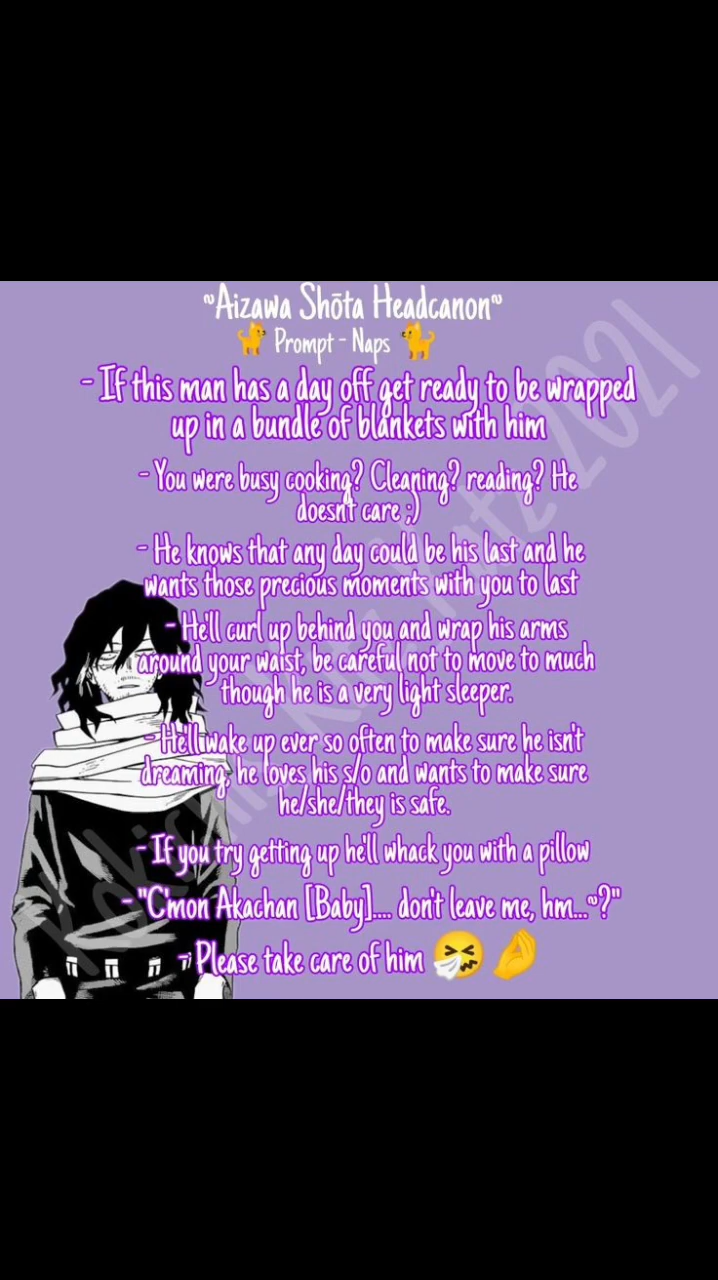 ~Aizawa Shōta Headcanon~
Prompt - Naps
- If this man has a day off get ready to be wrapped
up in a bundle of blankets with him
- You were busy cooking? Cleaning? reading? He
doesn't care ;)
- He knows that any day could be his last and he
wants those precious moments with you to last
- He'll curl up behind you and wrap his arms
around your waist, be careful not to move to much
though he is a very light sleeper.
- He'll wake up ever so often to make sure he isn't
dreaming, he loves his s/o and wants to make sure
he/she/they is safe.
- If you try getting up he'll whack you with a pillow
- "C'mon Akachan [Baby].... don't leave me, hm...~?"
- Please take care of him
2021